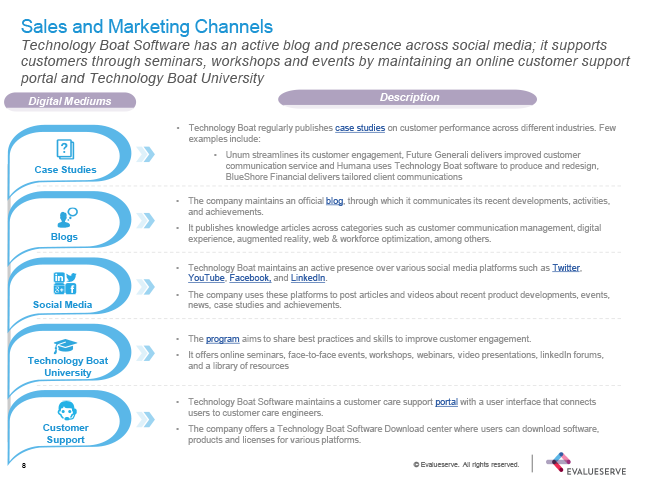 Sales and Marketing Channels
Technology Boat Software has an active blog and presence across social media; it supports
customers through seminars, workshops and events by maintaining an online customer support
portal and Technology Boat University
Digital Mediums
Description
Case Studies
• Technology Boat regularly publishes case studies on customer performance across different industries. Few
examples include:
• Unum streamlines its customer engagement, Future Generali delivers improved customer
communication service and Humana uses Technology Boat software to produce and redesign,
BlueShore Financial delivers tailored client communications
Blogs
• The company maintains an official blog, through which it communicates its recent developments, activities,
and achievements.
• It publishes knowledge articles across categories such as customer communication management, digital
experience, augmented reality, web & workforce optimization, among others.
Social Media
• Technology Boat maintains an active presence over various social media platforms such as Twitter,
YouTube, Facebook, and LinkedIn.
• The company uses these platforms to post articles and videos about recent product developments, events,
news, case studies and achievements.
Technology Boat
University
• The program aims to share best practices and skills to improve customer engagement.
• It offers online seminars, face-to-face events, workshops, webinars, video presentations, linkedIn forums,
and a library of resources
Customer
Support
• Technology Boat Software maintains a customer care support portal with a user interface that connects
users to customer care engineers.
• The company offers a Technology Boat Software Download center where users can download software,
products and licenses for various platforms.
8
© Evalueserve. All rights reserved.
EVALUESERVE